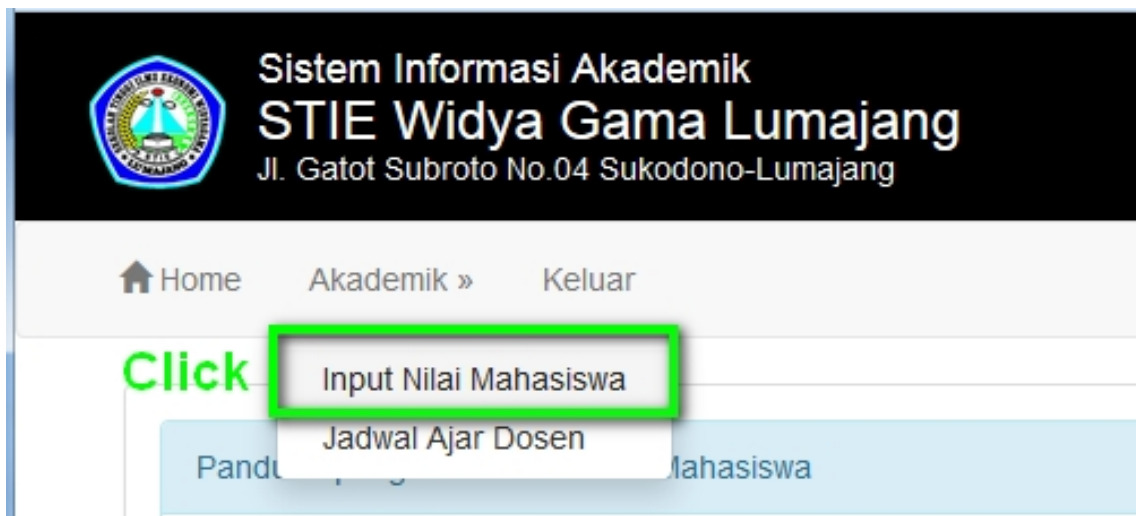 Sistem Informasi Akademik
STIE Widya Gama Lumajang
Jl. Gatot Subroto No.04 Sukodono-Lumajang
Home Akademik » Keluar
Click Input Nilai Mahasiswa
Jadwal Ajar Dosen
Mahasiswa